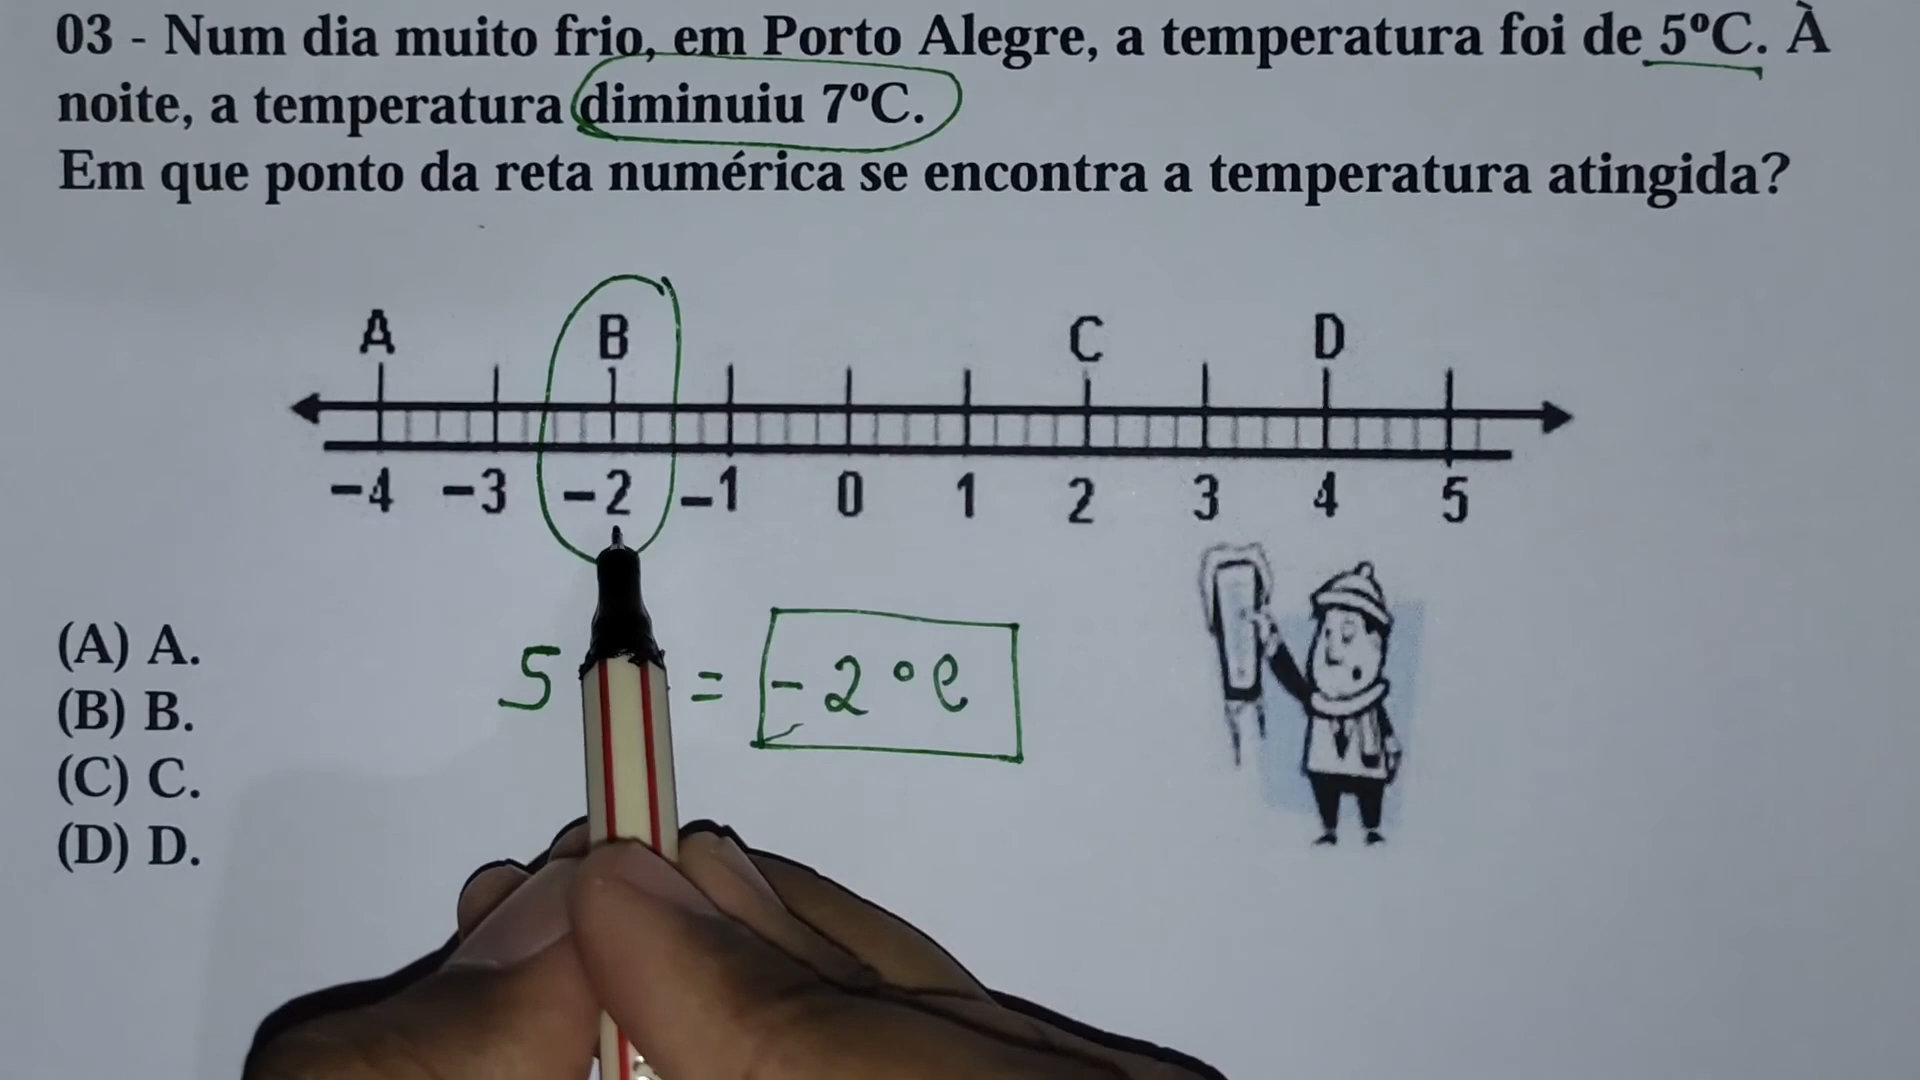 03 - Num dia muito frio, em Porto Alegre, a temperatura foi de 5ºC. À
noite, a temperatura diminuiu 7ºC.
Em que ponto da reta numérica se encontra a temperatura atingida?
A B C D
-4 -3 -2 -1 0 1 2 3 4 5
5 = -2°C
(A) A.
(B) B.
(C) C.
(D) D.